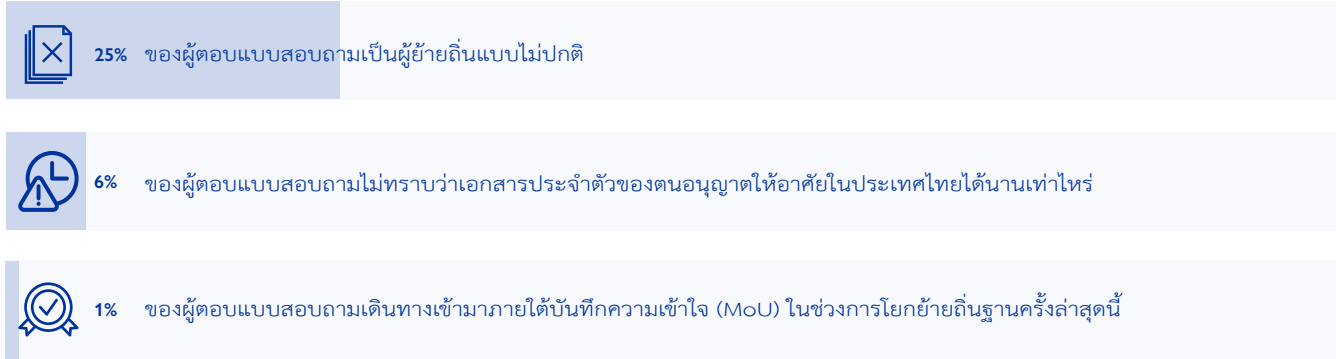 25% ของผู้ตอบแบบสอบถามเป็นผู้ย้ายถิ่นแบบไม่ปกติ
6% ของผู้ตอบแบบสอบถามไม่ทราบว่าเอกสารประจำตัวของตนอนุญาตให้อาศัยในประเทศไทยได้นานเท่าไหร่
1% ของผู้ตอบแบบสอบถามเดินทางเข้ามาภายใต้บันทึกความเข้าใจ (MoU) ในช่วงการโยกย้ายถิ่นฐานครั้งล่าสุดนี้